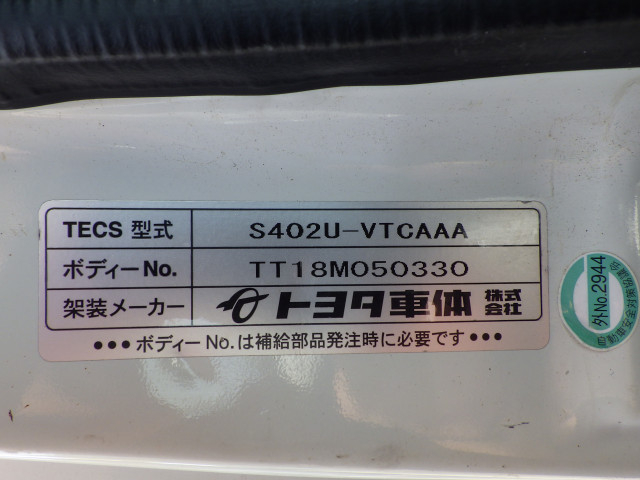 TECS 型式 S402U-VTCAAA
ボディーNo. TT18M050330
架装メーカー トヨタ車体 株式会社
●●●ボディーNo.は補給部品発注時に必要です●●●
外No.2944